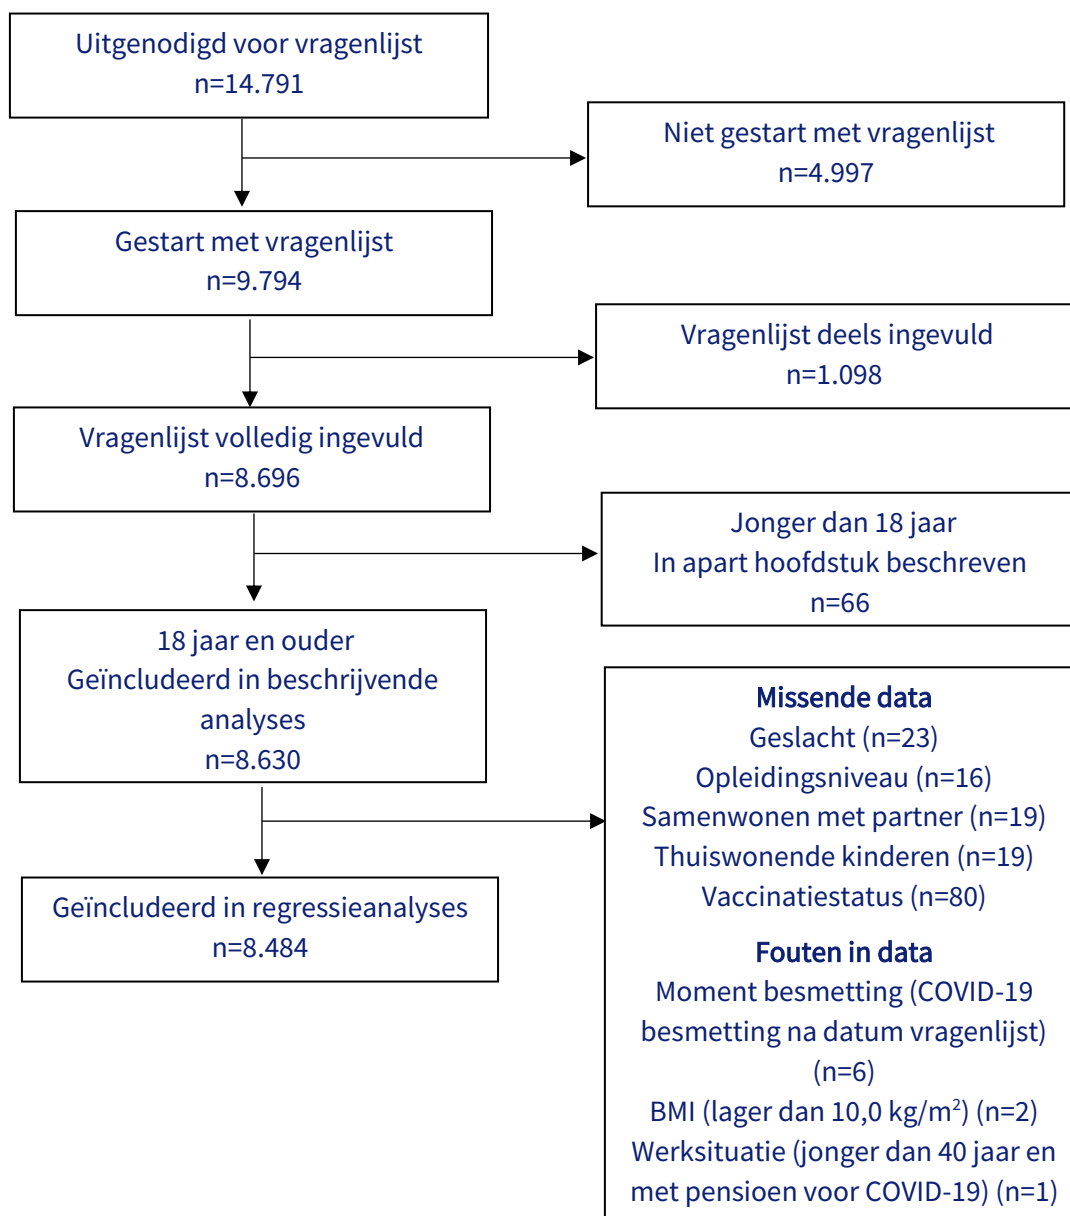 Uitgenodigd voor vragenlijst
n=14.791
Niet gestart met vragenlijst
n=4.997
Gestart met vragenlijst
n=9.794
Vragenlijst deels ingevuld
n=1.098
Vragenlijst volledig ingevuld
n=8.696
Jonger dan 18 jaar
In apart hoofdstuk beschreven
n=66
18 jaar en ouder
Geïncludeerd in beschrijvende
analyses
n=8.630
Missende data
Geslacht (n=23)
Opleidingsniveau (n=16)
Samenwonen met partner (n=19)
Thuiswonende kinderen (n=19)
Vaccinatiestatus (n=80)
Fouten in data
Moment besmetting (COVID-19
besmetting na datum vragenlijst)
(n=6)
BMI (lager dan 10,0 kg/m²) (n=2)
Werksituatie (jonger dan 40 jaar en
met pensioen voor COVID-19) (n=1)
Geïncludeerd in regressieanalyses
n=8.484